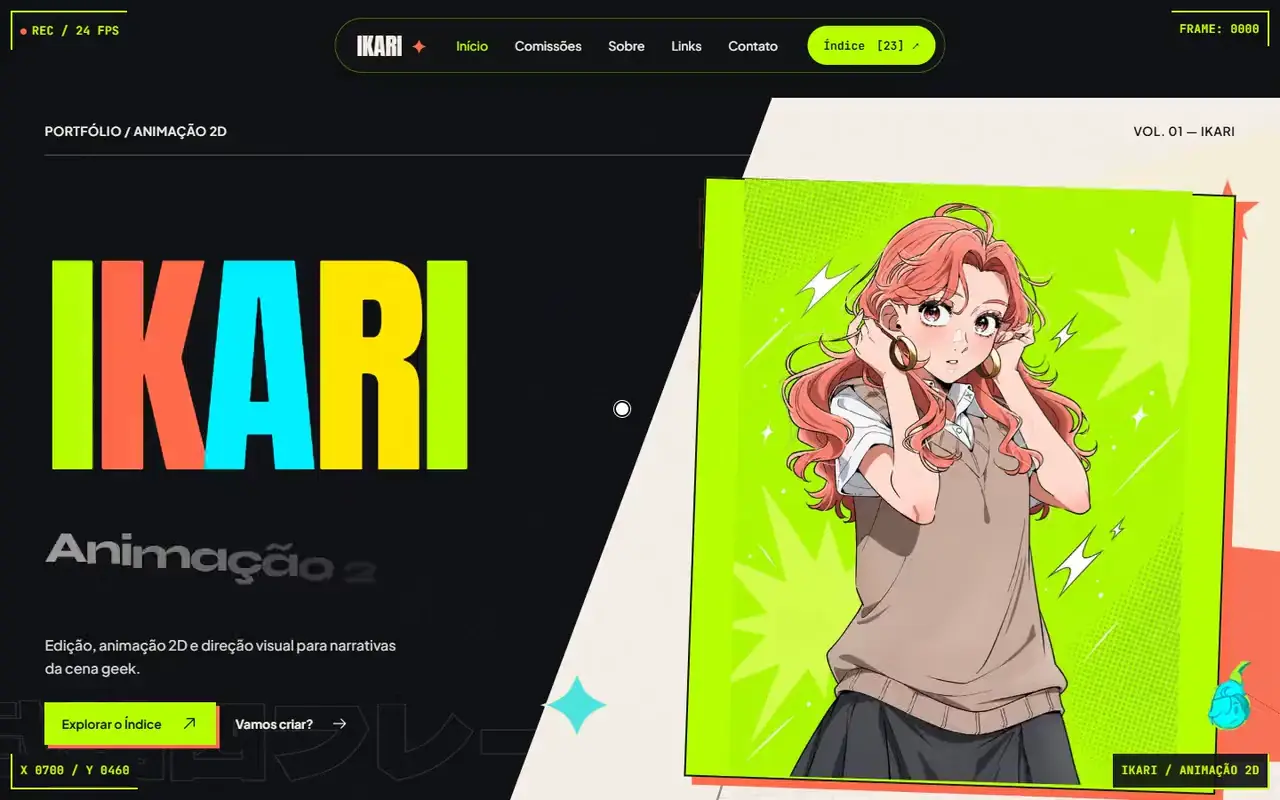 REC / 24 FPS
IKARI
Início
Comissões
Sobre
Links
Contato
Índice [23] ↗
FRAME: 0000
PORTFÓLIO / ANIMAÇÃO 2D
VOL. 01 — IKARI
IKARI
Animação 2
Edição, animação 2D e direção visual para narrativas
da cena geek.
Explorar o Índice ↗
Vamos criar? →
X 0700 / Y 0460
IKARI / ANIMAÇÃO 2D